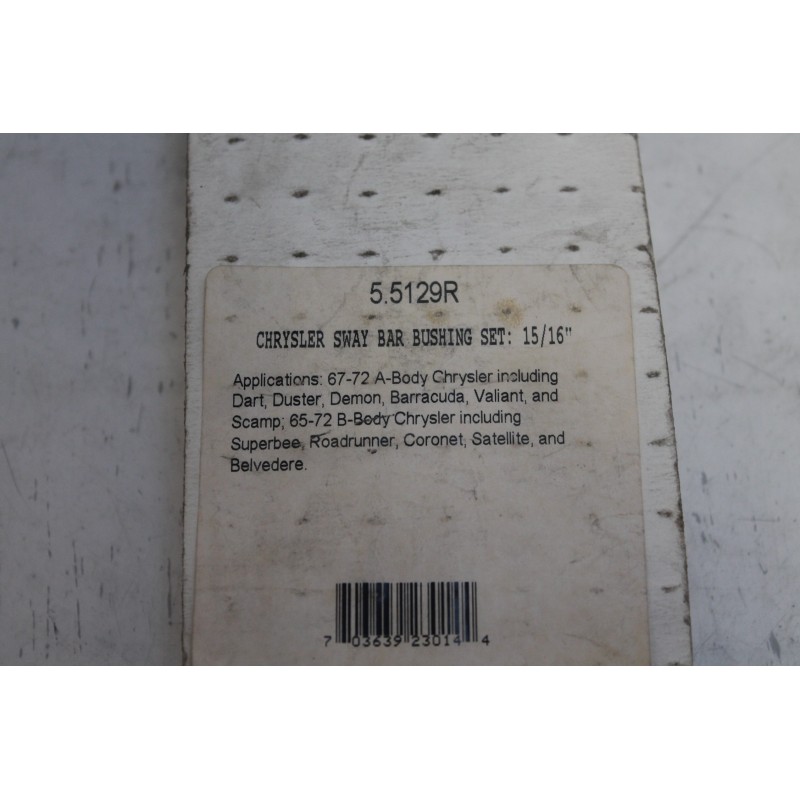 5.5129R
CHRYSLER SWAY BAR BUSHING SET: 15/16"
Applications: 67-72 A-Body Chrysler including
Dart, Duster, Demon, Barracuda, Valiant, and
Scamp; 65-72 B-Body Chrysler including
Superbee, Roadrunner, Coronet, Satellite, and
Belvedere.
7 03639 23014 4